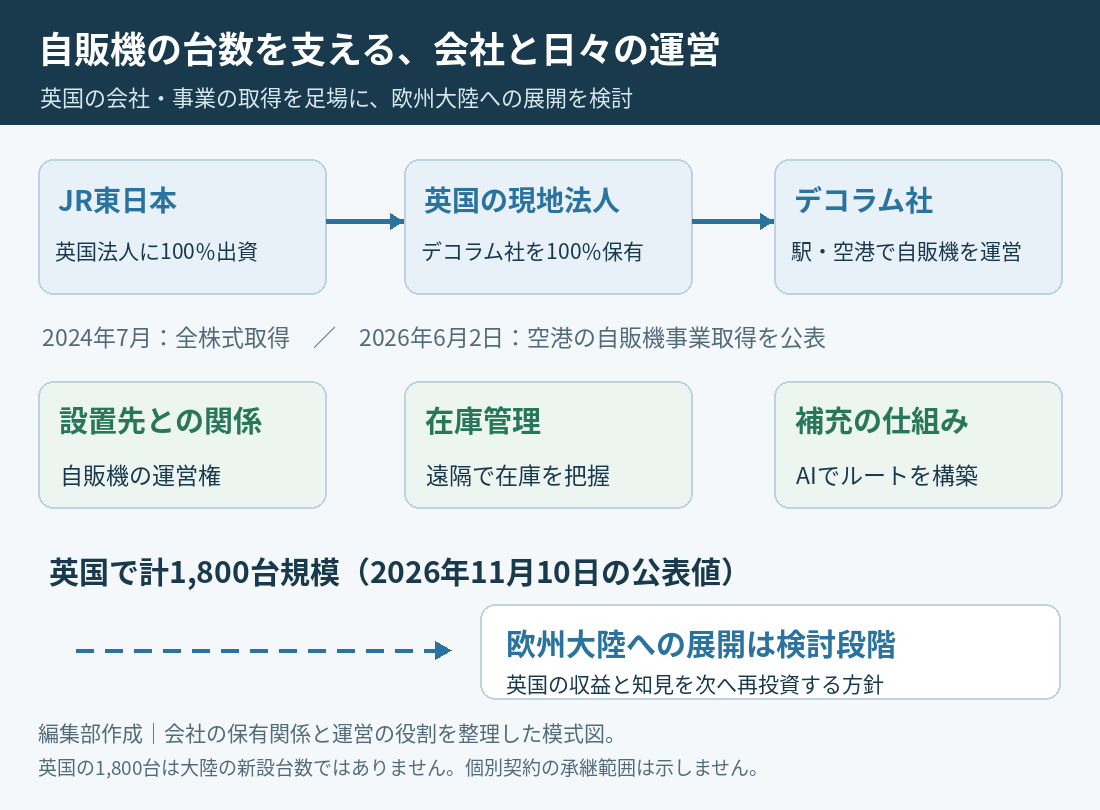 自販機の台数を支える、会社と日々の運営
英国の会社・事業の取得を足場に、欧州大陸への展開を検討
JR東日本
英国法人に100%出資
英国の現地法人
デコラム社を100%保有
デコラム社
駅・空港で自販機を運営
2024年7月：全株式取得　／　2026年6月2日：空港の自販機事業取得を公表
設置先との関係
自販機の運営権
在庫管理
遠隔で在庫を把握
補充の仕組み
AIでルートを構築
英国で計1,800台規模（2026年11月10日の公表値）
欧州大陸への展開は検討段階
英国の収益と知見を次へ再投資する方針
編集部作成｜会社の保有関係と運営の役割を整理した模式図。
英国の1,800台は大陸の新設台数ではありません。個別契約の承継範囲は示しません。